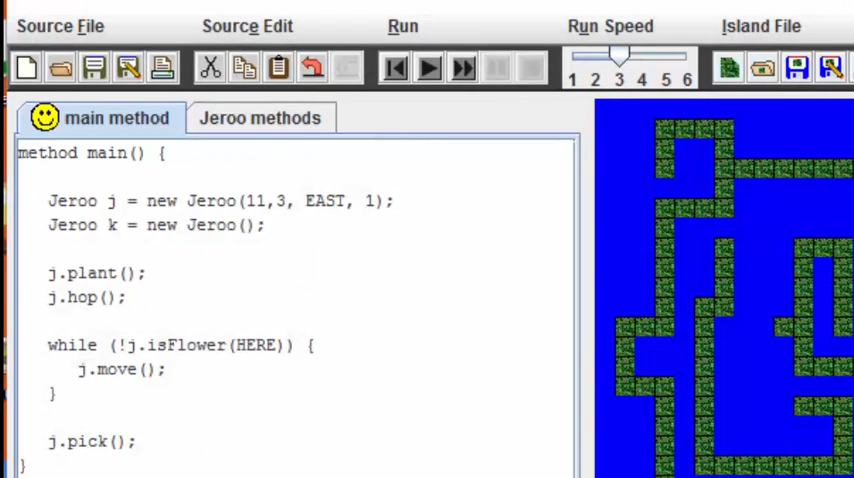 Source File Source Edit Run Run Speed Island File
1 2 3 4 5 6
main method Jeroo methods
method main() {
Jeroo j = new Jeroo(11,3, EAST, 1);
Jeroo k = new Jeroo();
j.plant();
j.hop();
while (!j.isFlower(HERE)) {
j.move();
}
j.pick();
}